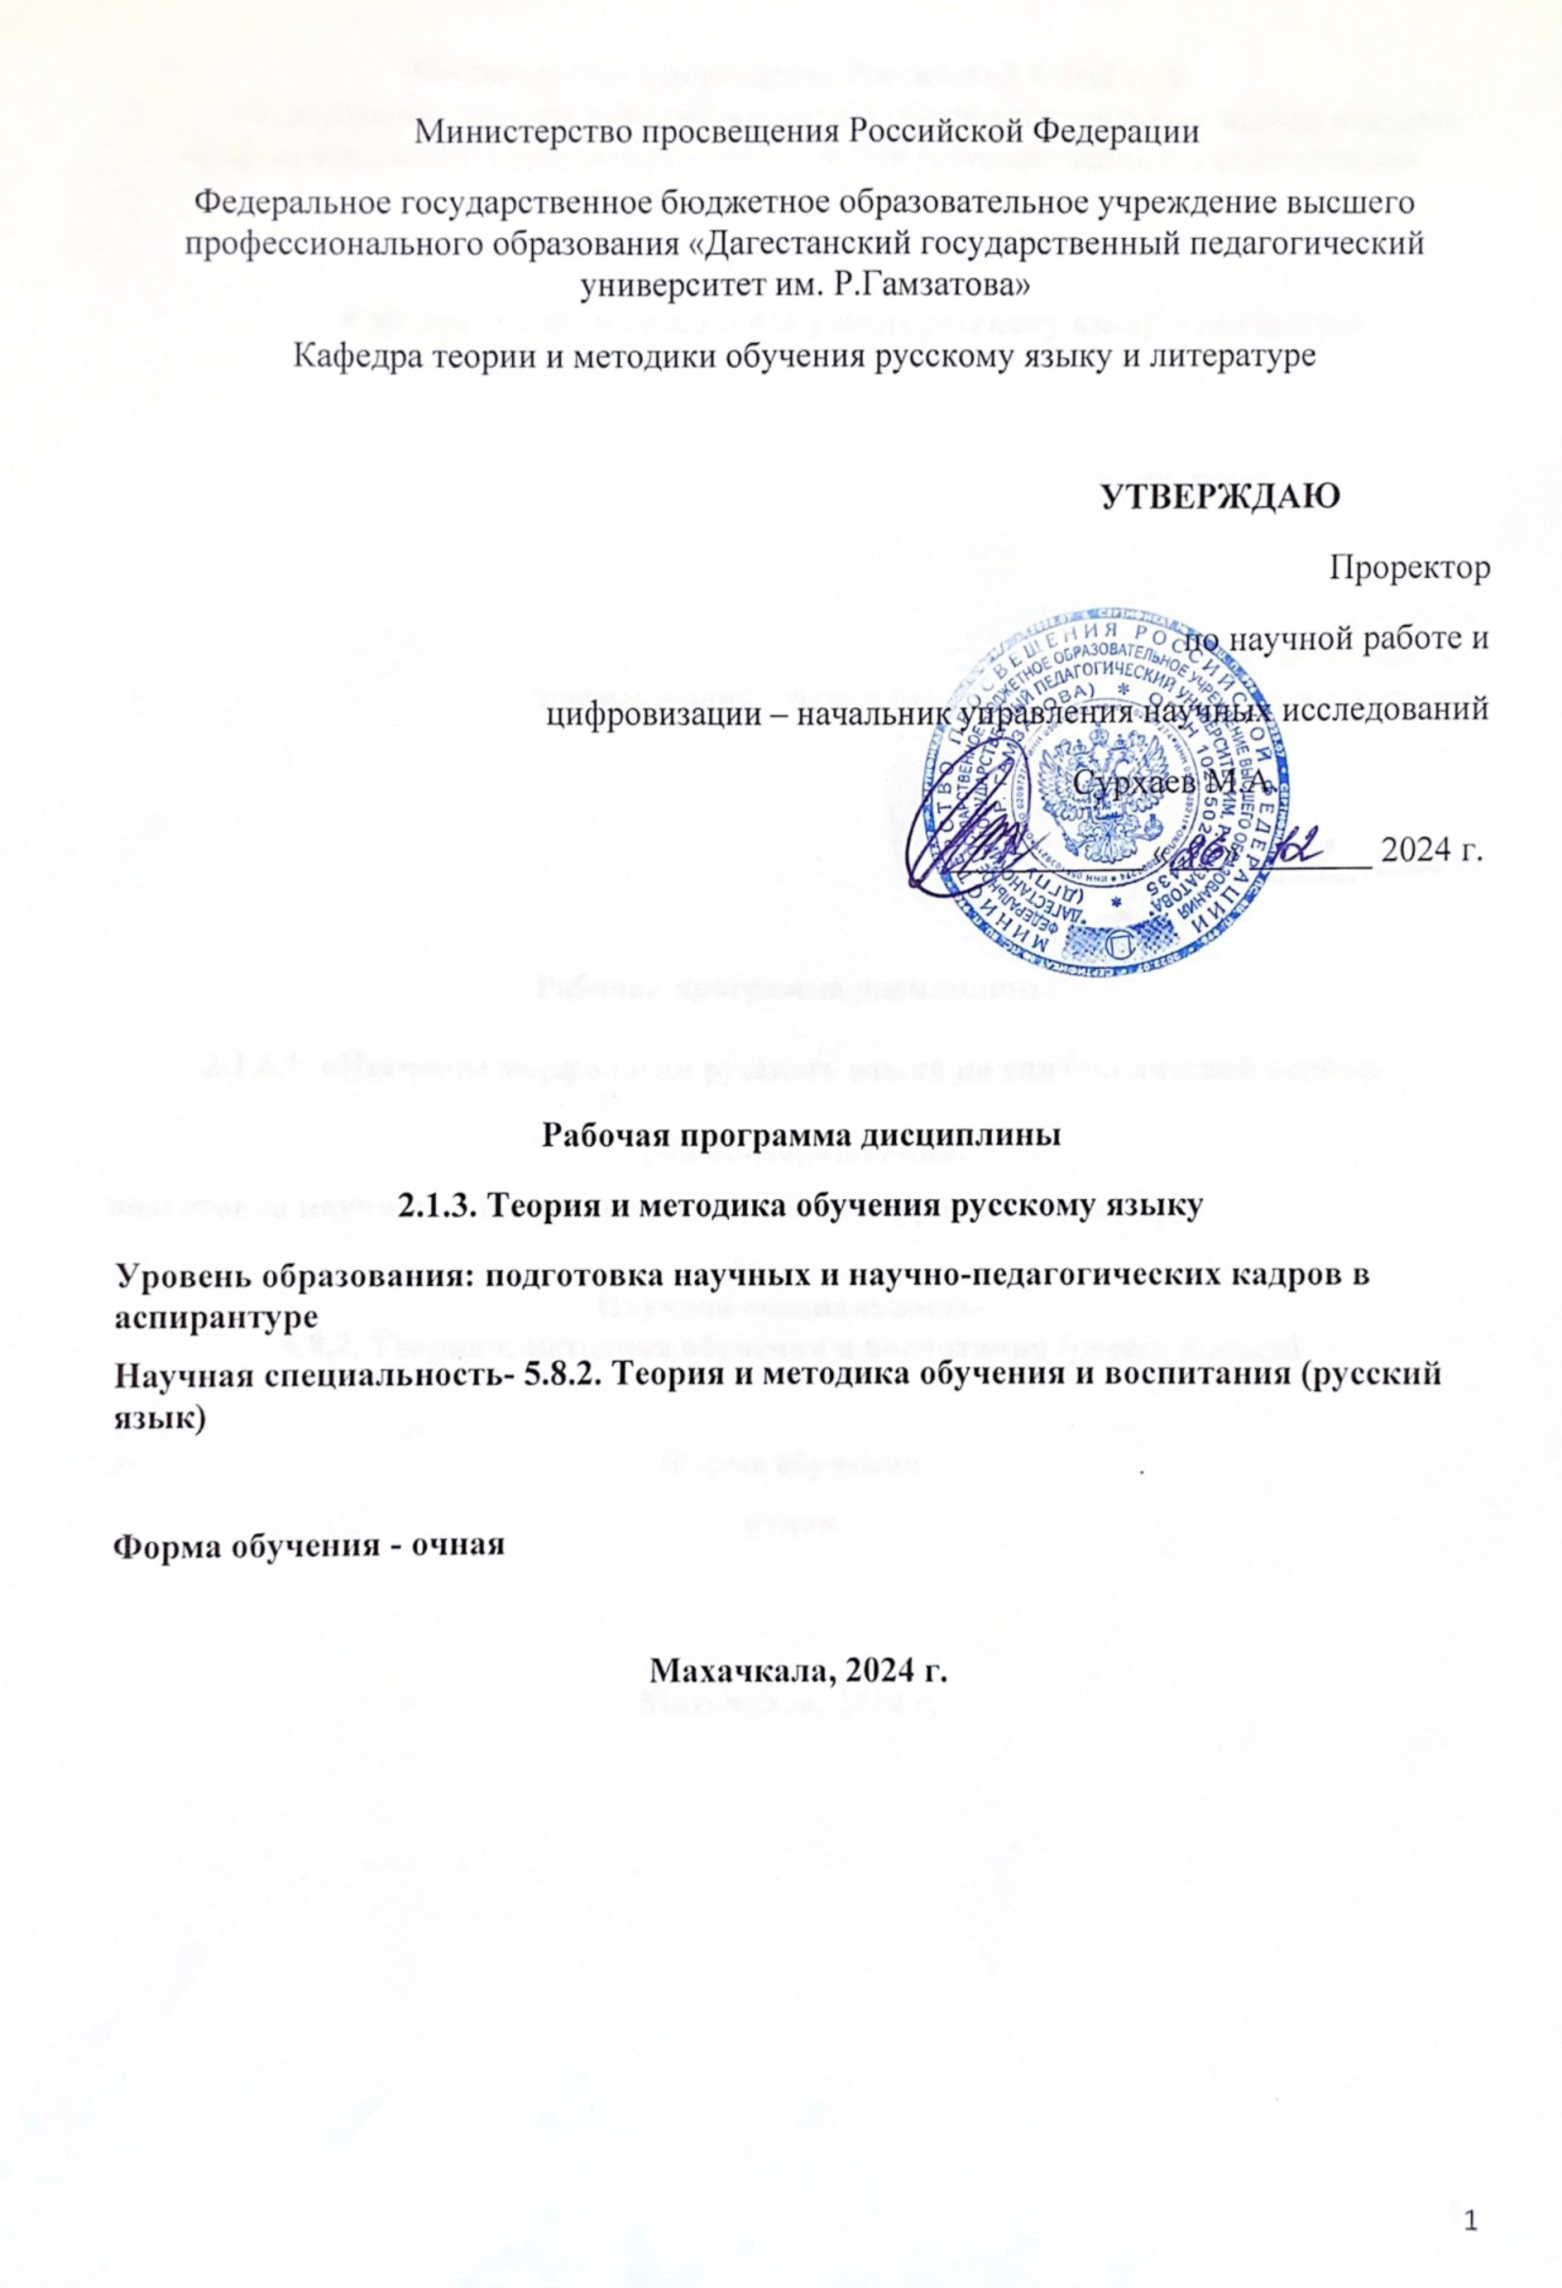 Министерство просвещения Российской Федерации
Федеральное государственное бюджетное образовательное учреждение высшего
профессионального образования «Дагестанский государственный педагогический
университет им. Р.Гамзатова»
Кафедра теории и методики обучения русскому языку и литературе
УТВЕРЖДАЮ
Проректор
по научной работе и
цифровизации – начальник управления научных исследований
Сурхаев М.А.
«26» 12 2024 г.
Рабочая программа дисциплины
2.1.3. Теория и методика обучения русскому языку
Уровень образования: подготовка научных и научно-педагогических кадров в
аспирантуре
Научная специальность- 5.8.2. Теория и методика обучения и воспитания (русский
язык)
Форма обучения - очная
Махачкала, 2024 г.
1